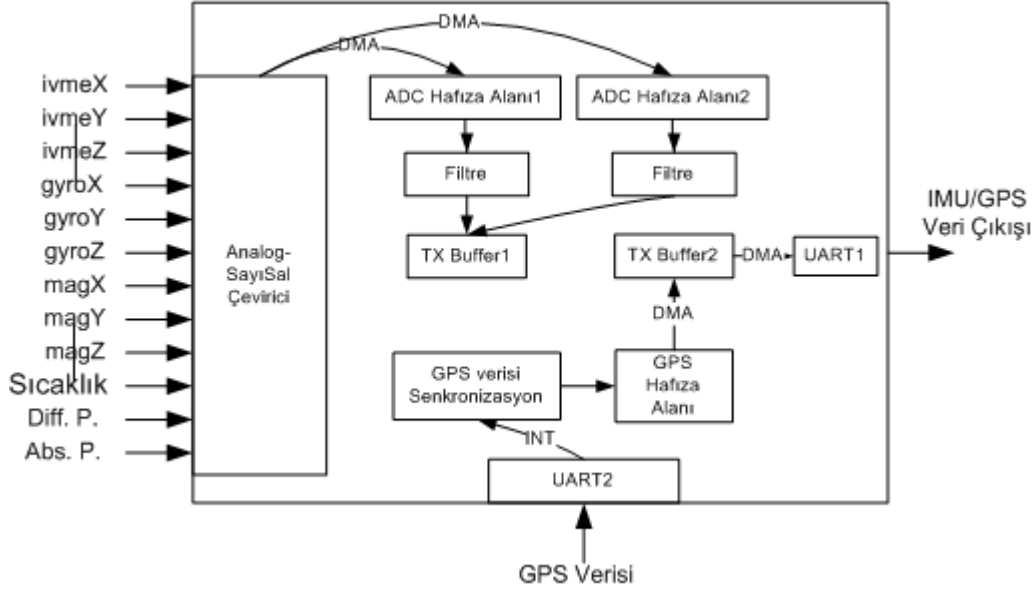 DMA
DMA
ivmeX
ivmeY
ivmeZ
gyroX
gyroY
gyroZ
magX
magY
magZ
Sıcaklık
Diff. P.
Abs. P.
Analog-
SayıSal
Çevirici
ADC Hafıza Alanı1
ADC Hafıza Alanı2
Filtre
Filtre
TX Buffer1
TX Buffer2
DMA
UART1
IMU/GPS
Veri Çıkışı
DMA
GPS verisi
Senkronizasyon
GPS
Hafıza
Alanı
INT
UART2
GPS Verisi